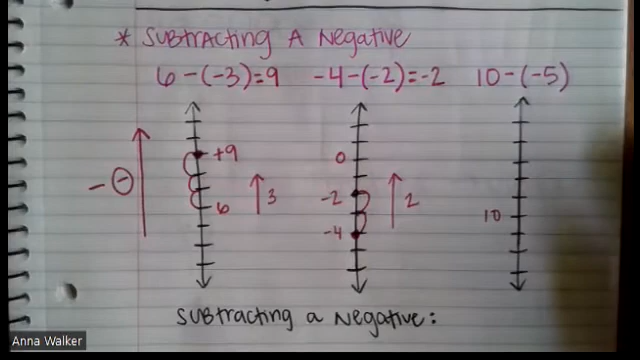 * SUBTRACTING A NEGATIVE
6-(-3)=9 -4-(-2)=-2 10-(-5)
+9 0
- ⊖ 3 -2 2
6 10
-4
SUBTRACTING A NEGATIVE:
Anna Walker